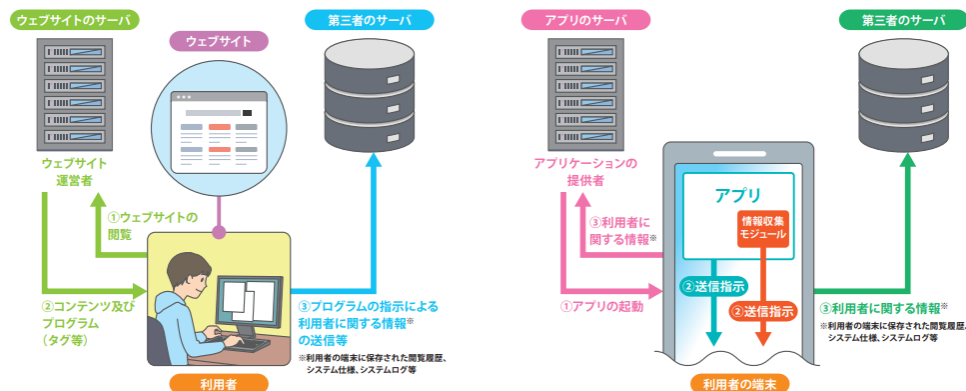 ウェブサイトのサーバ
ウェブサイト
第三者のサーバ
ウェブサイト
運営者
①ウェブサイトの
閲覧
②コンテンツ及び
プログラム
（タグ等）
③プログラムの指示による
利用者に関する情報※
の送信等
※利用者の端末に保存された閲覧履歴、
システム仕様、システムログ等
利用者
アプリのサーバ
第三者のサーバ
アプリケーションの
提供者
③利用者に
関する情報※
①アプリの起動
アプリ
情報収集
モジュール
②送信指示
②送信指示
③利用者に関する情報※
※利用者の端末に保存された閲覧履歴、
システム仕様、システムログ等
利用者の端末